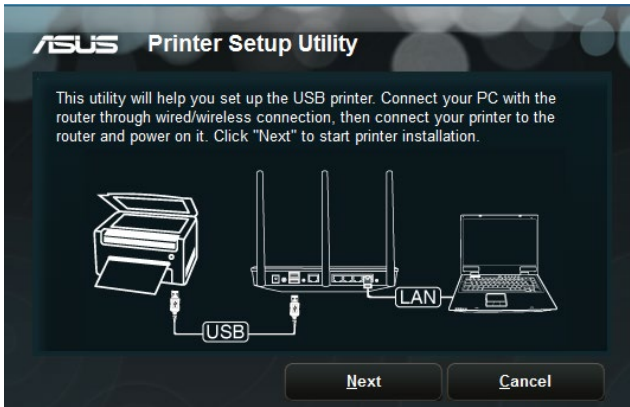 ASUS Printer Setup Utility
This utility will help you set up the USB printer. Connect your PC with the
router through wired/wireless connection, then connect your printer to the
router and power on it. Click "Next" to start printer installation.
LAN
USB
Next Cancel